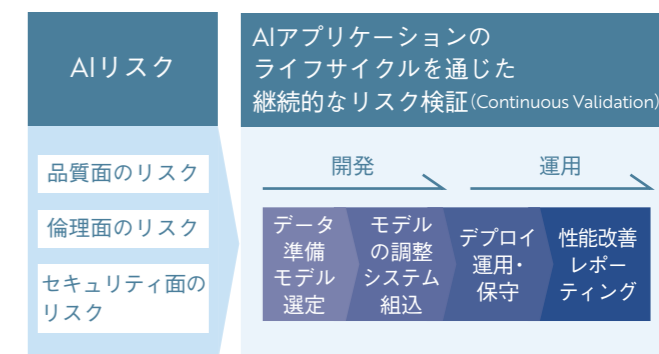 AIリスク
品質面のリスク
倫理面のリスク
セキュリティ面の
リスク
AIアプリケーションの
ライフサイクルを通じた
継続的なリスク検証(Continuous Validation)
開発
運用
データ
準備
モデル
選定
モデル
の調整
システム
組込
デプロイ
運用・
保守
性能改善
レポー
ティング